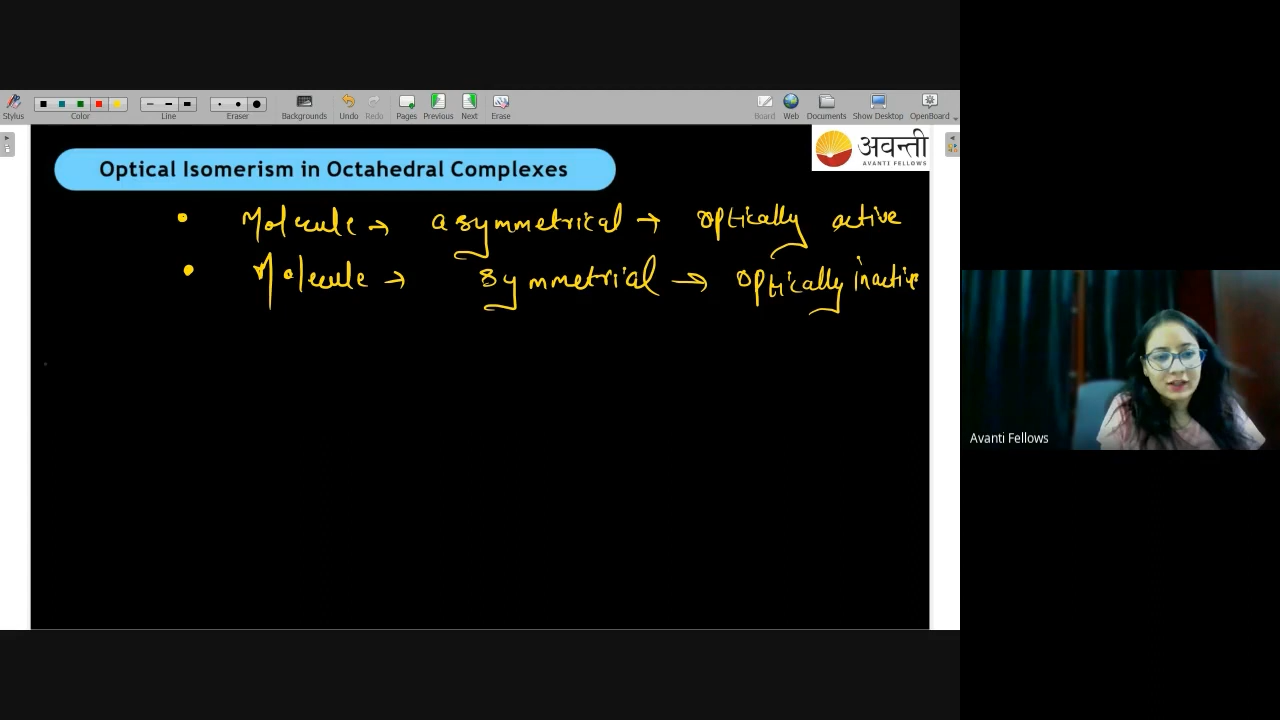 Stylus Color Line Eraser Backgrounds Undo Redo Pages Previous Next Erase Board Web Documents Show Desktop OpenBoard
अवन्ती
AVANTI FELLOWS
Optical Isomerism in Octahedral Complexes
• Molecule → asymmetrical → optically active
• Molecule → symmetrial → optically inactive
Avanti Fellows